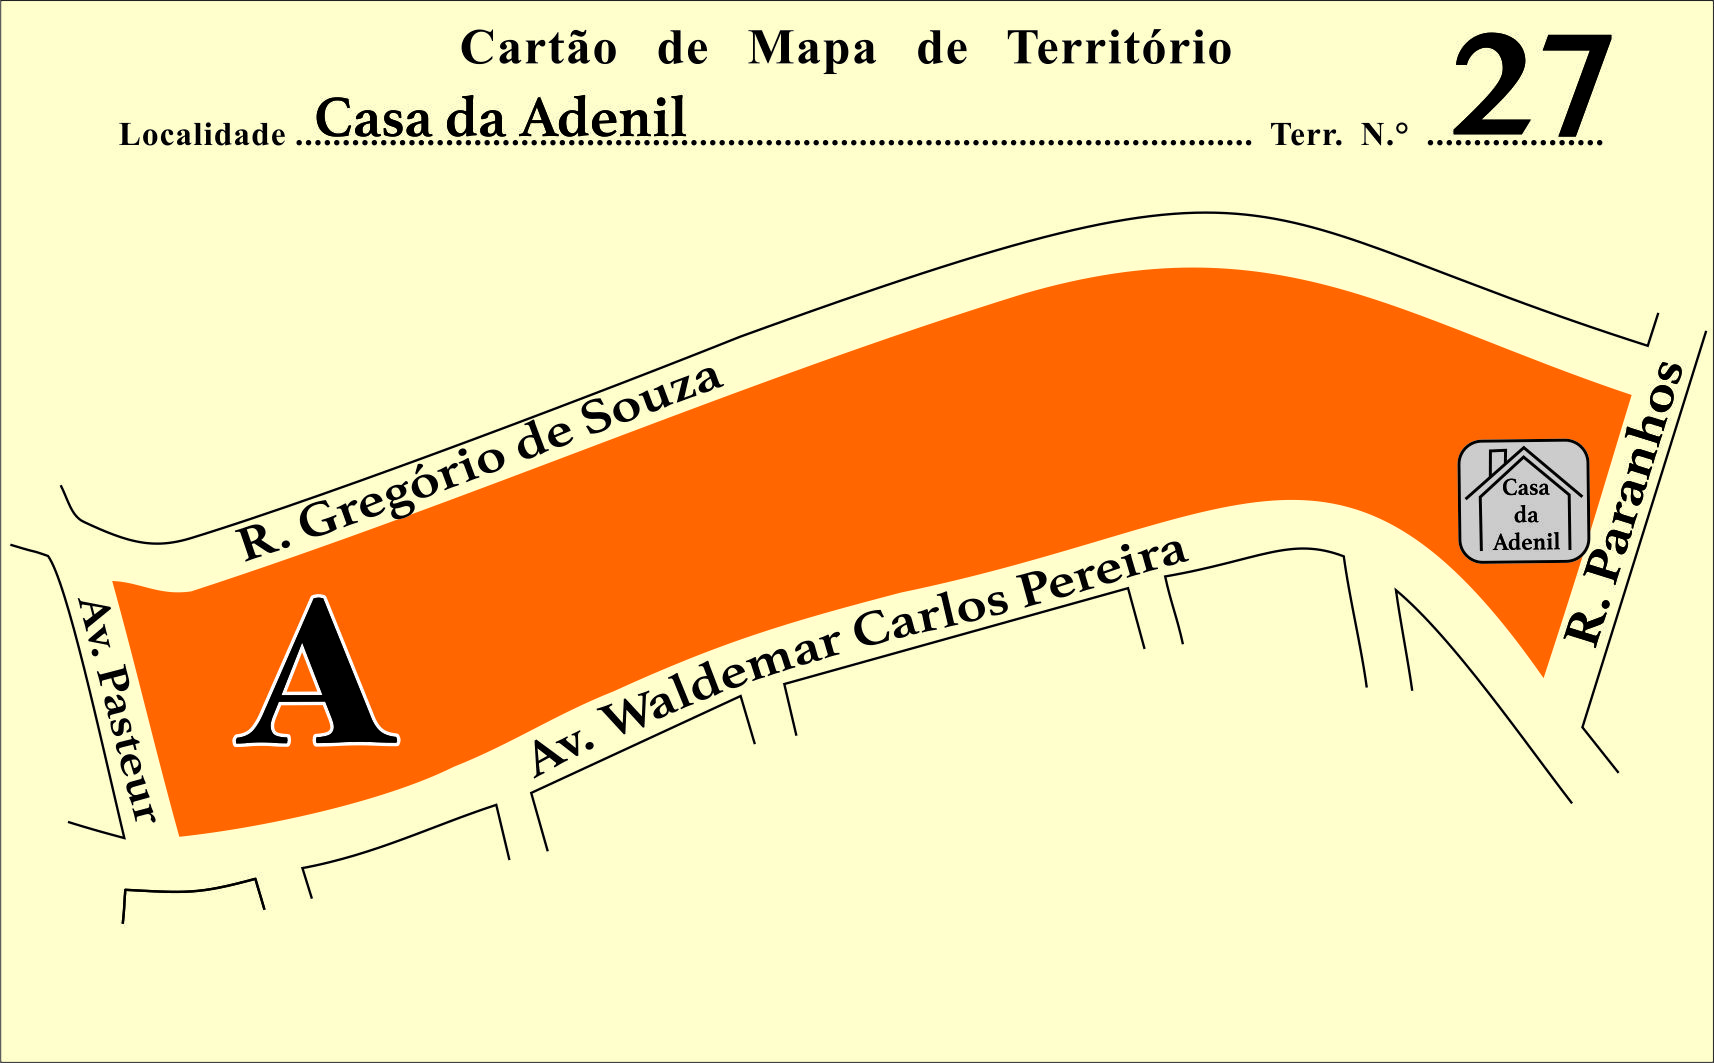 Cartão de Mapa de Território
Localidade Casa da Adenil Terr. N.° 27
R. Gregório de Souza
R. Paranhos
Casa
da
Adenil
Av. Waldemar Carlos Pereira
Av. Pasteur
A